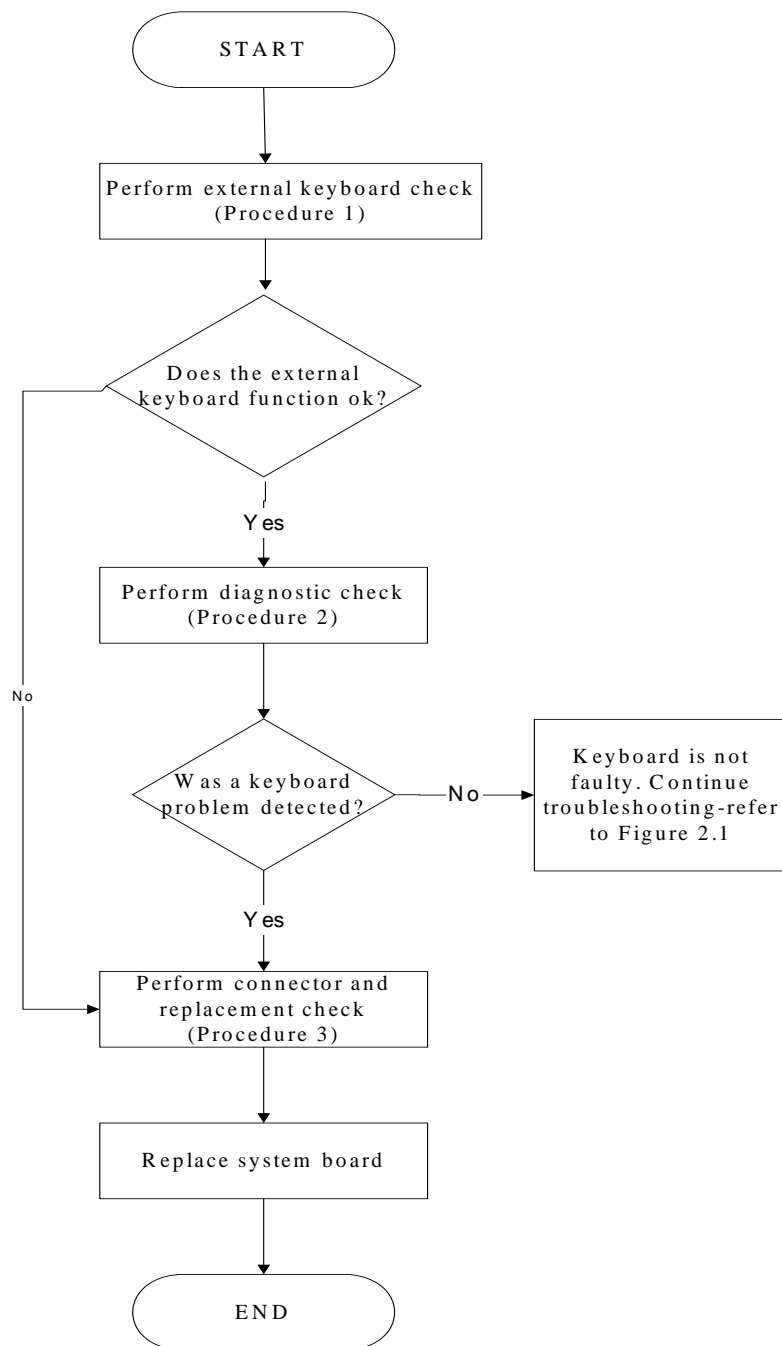 START
Perform external keyboard check
(Procedure 1)
Does the external
keyboard function ok?
Yes
Perform diagnostic check
(Procedure 2)
No
Was a keyboard
problem detected?
No
Keyboard is not
faulty. Continue
troubleshooting-refer
to Figure 2.1
Yes
Perform connector and
replacement check
(Procedure 3)
Replace system board
END